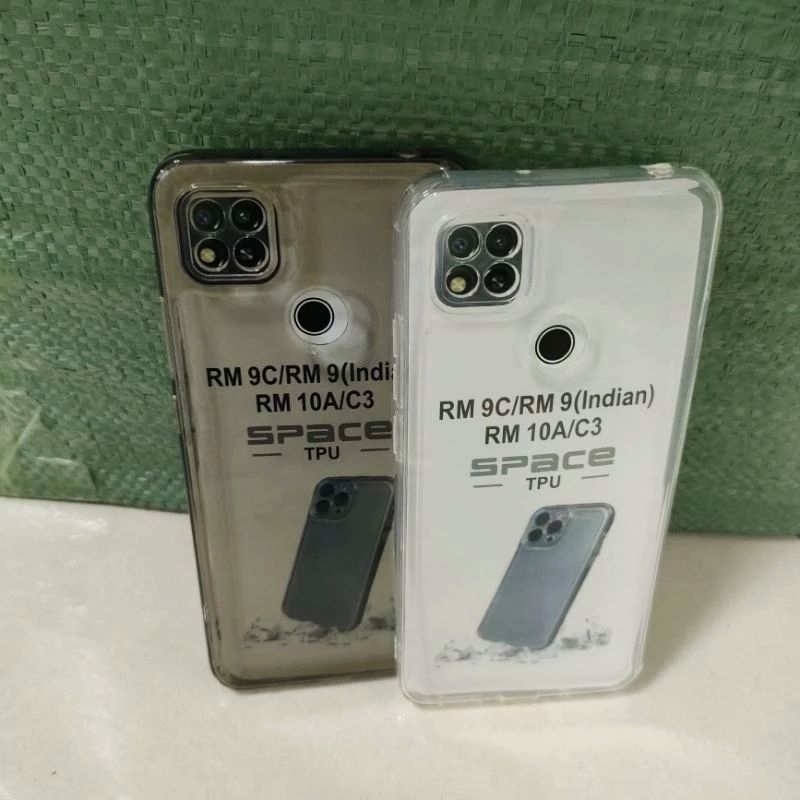 RM 9C/RM 9(Indi
RM 10A/C3
SPACE
TPU
RM 9C/RM 9(Indian)
RM 10A/C3
SPACE
TPU